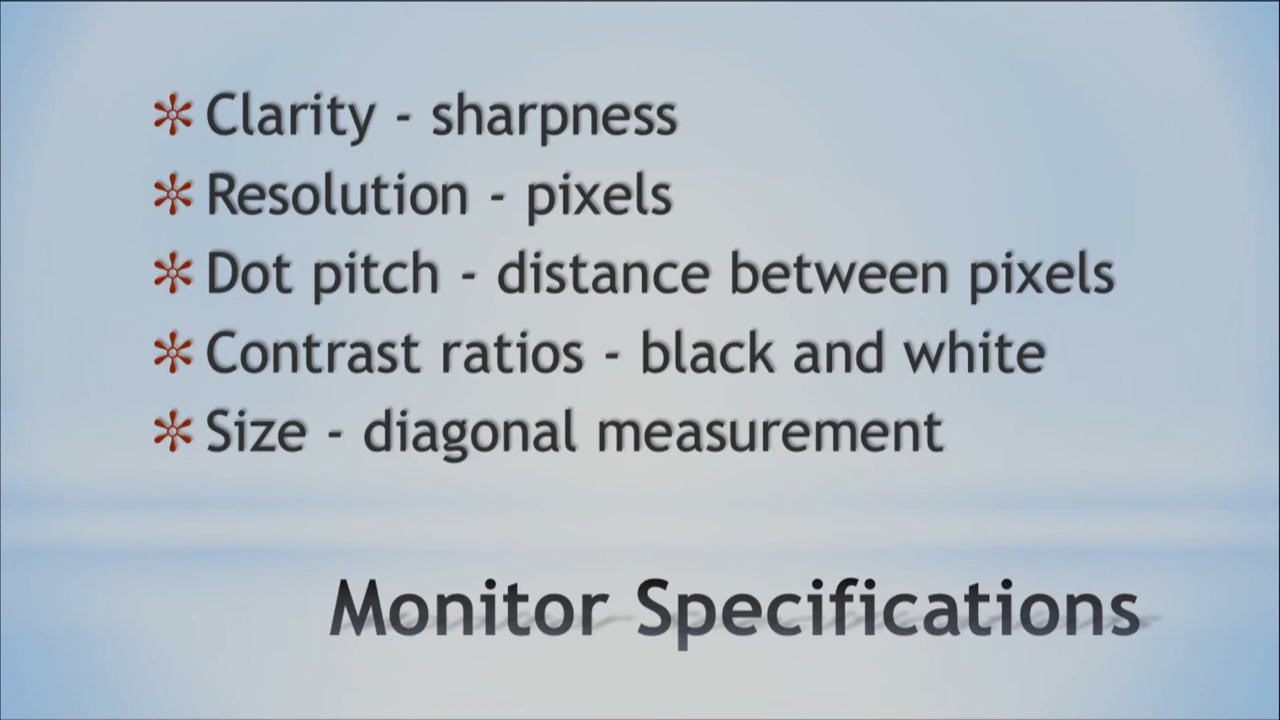 Clarity - sharpness
Resolution - pixels
Dot pitch - distance between pixels
Contrast ratios - black and white
Size - diagonal measurement
Monitor Specifications